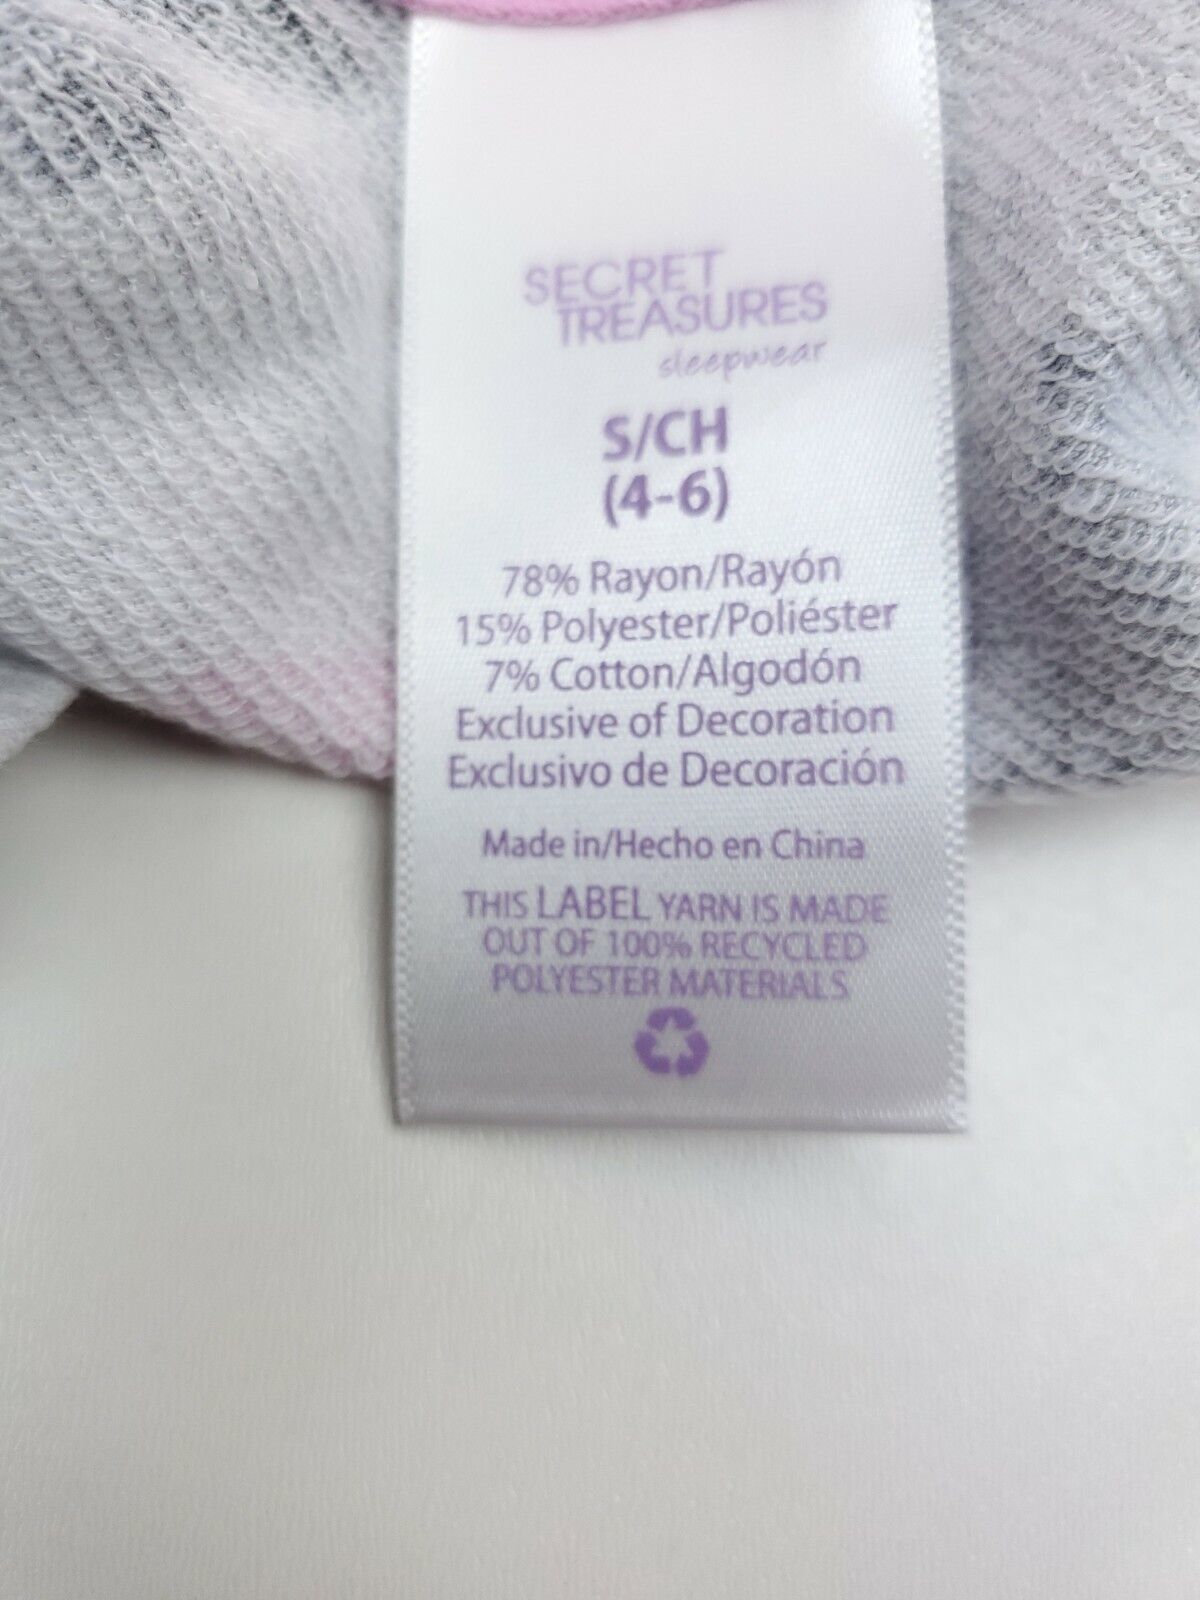 SECRET
TREASURES
sleepwear
S/CH
(4-6)
78% Rayon/Rayón
15% Polyester/Poliéster
7% Cotton/Algodón
Exclusive of Decoration
Exclusivo de Decoración
Made in/Hecho en China
THIS LABEL YARN IS MADE
OUT OF 100% RECYCLED
POLYESTER MATERIALS